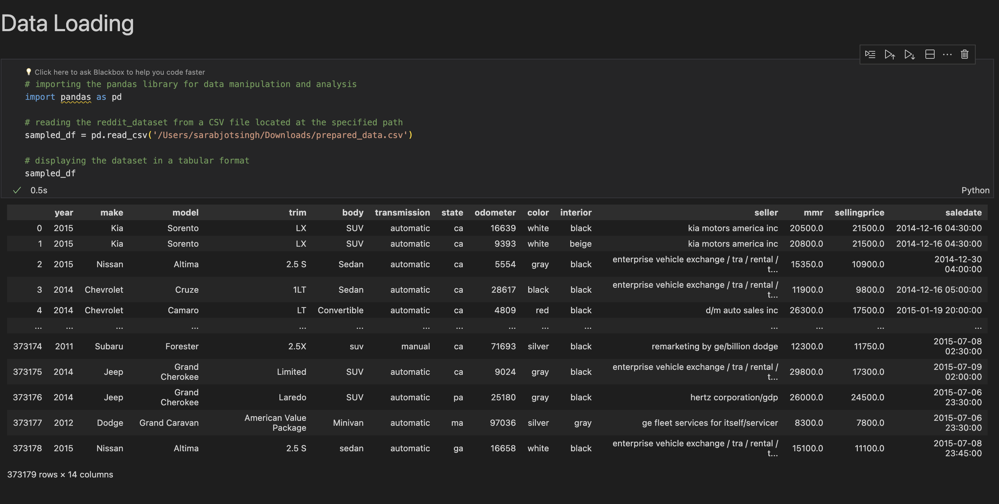 Data Loading
Click here to ask Blackbox to help you code faster
# importing the pandas library for data manipulation and analysis
import pandas as pd
# reading the reddit_dataset from a CSV file located at the specified path
sampled_df = pd.read_csv('/Users/sarabjotsingh/Downloads/prepared_data.csv')
# displaying the dataset in a tabular format
sampled_df
0.5s Python
year make model trim body transmission state odometer color interior seller mmr sellingprice saledate
0 2015 Kia Sorento LX SUV automatic ca 16639 white black kia motors america inc 20500.0 21500.0 2014-12-16 04:30:00
1 2015 Kia Sorento LX SUV automatic ca 9393 white beige kia motors america inc 20800.0 21500.0 2014-12-16 04:30:00
2 2015 Nissan Altima 2.5 S Sedan automatic ca 5554 gray black enterprise vehicle exchange / tra / rental / t... 15350.0 10900.0 2014-12-30 04:00:00
3 2014 Chevrolet Cruze 1LT Sedan automatic ca 28617 black black enterprise vehicle exchange / tra / rental / t... 11900.0 9800.0 2014-12-16 05:00:00
4 2014 Chevrolet Camaro LT Convertible automatic ca 4809 red black d/m auto sales inc 26300.0 17500.0 2015-01-19 20:00:00
... ... ... ... ... ... ... ... ... ... ... ... ... ... ...
373174 2011 Subaru Forester 2.5X suv manual ca 71693 silver black remarketing by ge/billion dodge 12300.0 11750.0 2015-07-08 02:30:00
373175 2014 Jeep Grand Cherokee Limited SUV automatic ca 9024 gray black enterprise vehicle exchange / tra / rental / t... 29800.0 17300.0 2015-07-09 02:00:00
373176 2014 Jeep Grand Cherokee Laredo SUV automatic pa 25180 gray black hertz corporation/gdp 26000.0 24500.0 2015-07-06 23:30:00
373177 2012 Dodge Grand Caravan American Value Package Minivan automatic ma 97036 silver gray ge fleet services for itself/servicer 8300.0 7800.0 2015-07-06 23:30:00
373178 2015 Nissan Altima 2.5 S sedan automatic ga 16658 white black enterprise vehicle exchange / tra / rental / t... 15100.0 11100.0 2015-07-08 23:45:00
373179 rows × 14 columns